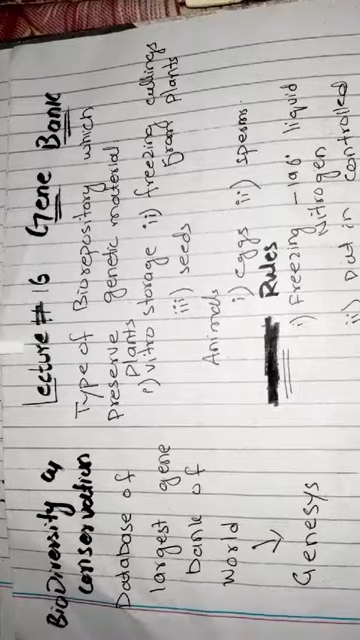 BioDiversity & conservation
Database of largest gene bank of world
↓
Genesys
Lecture # 16 Gene Bank
Type of Biorepository which
preserve genetic material
Plants
i) vitro storage ii) freezing cuttings from plants
iii) seeds
Animals
i) eggs ii) sperms.
Rules
i) Freezing -196° liquid Nitrogen
ii) Put in controlled